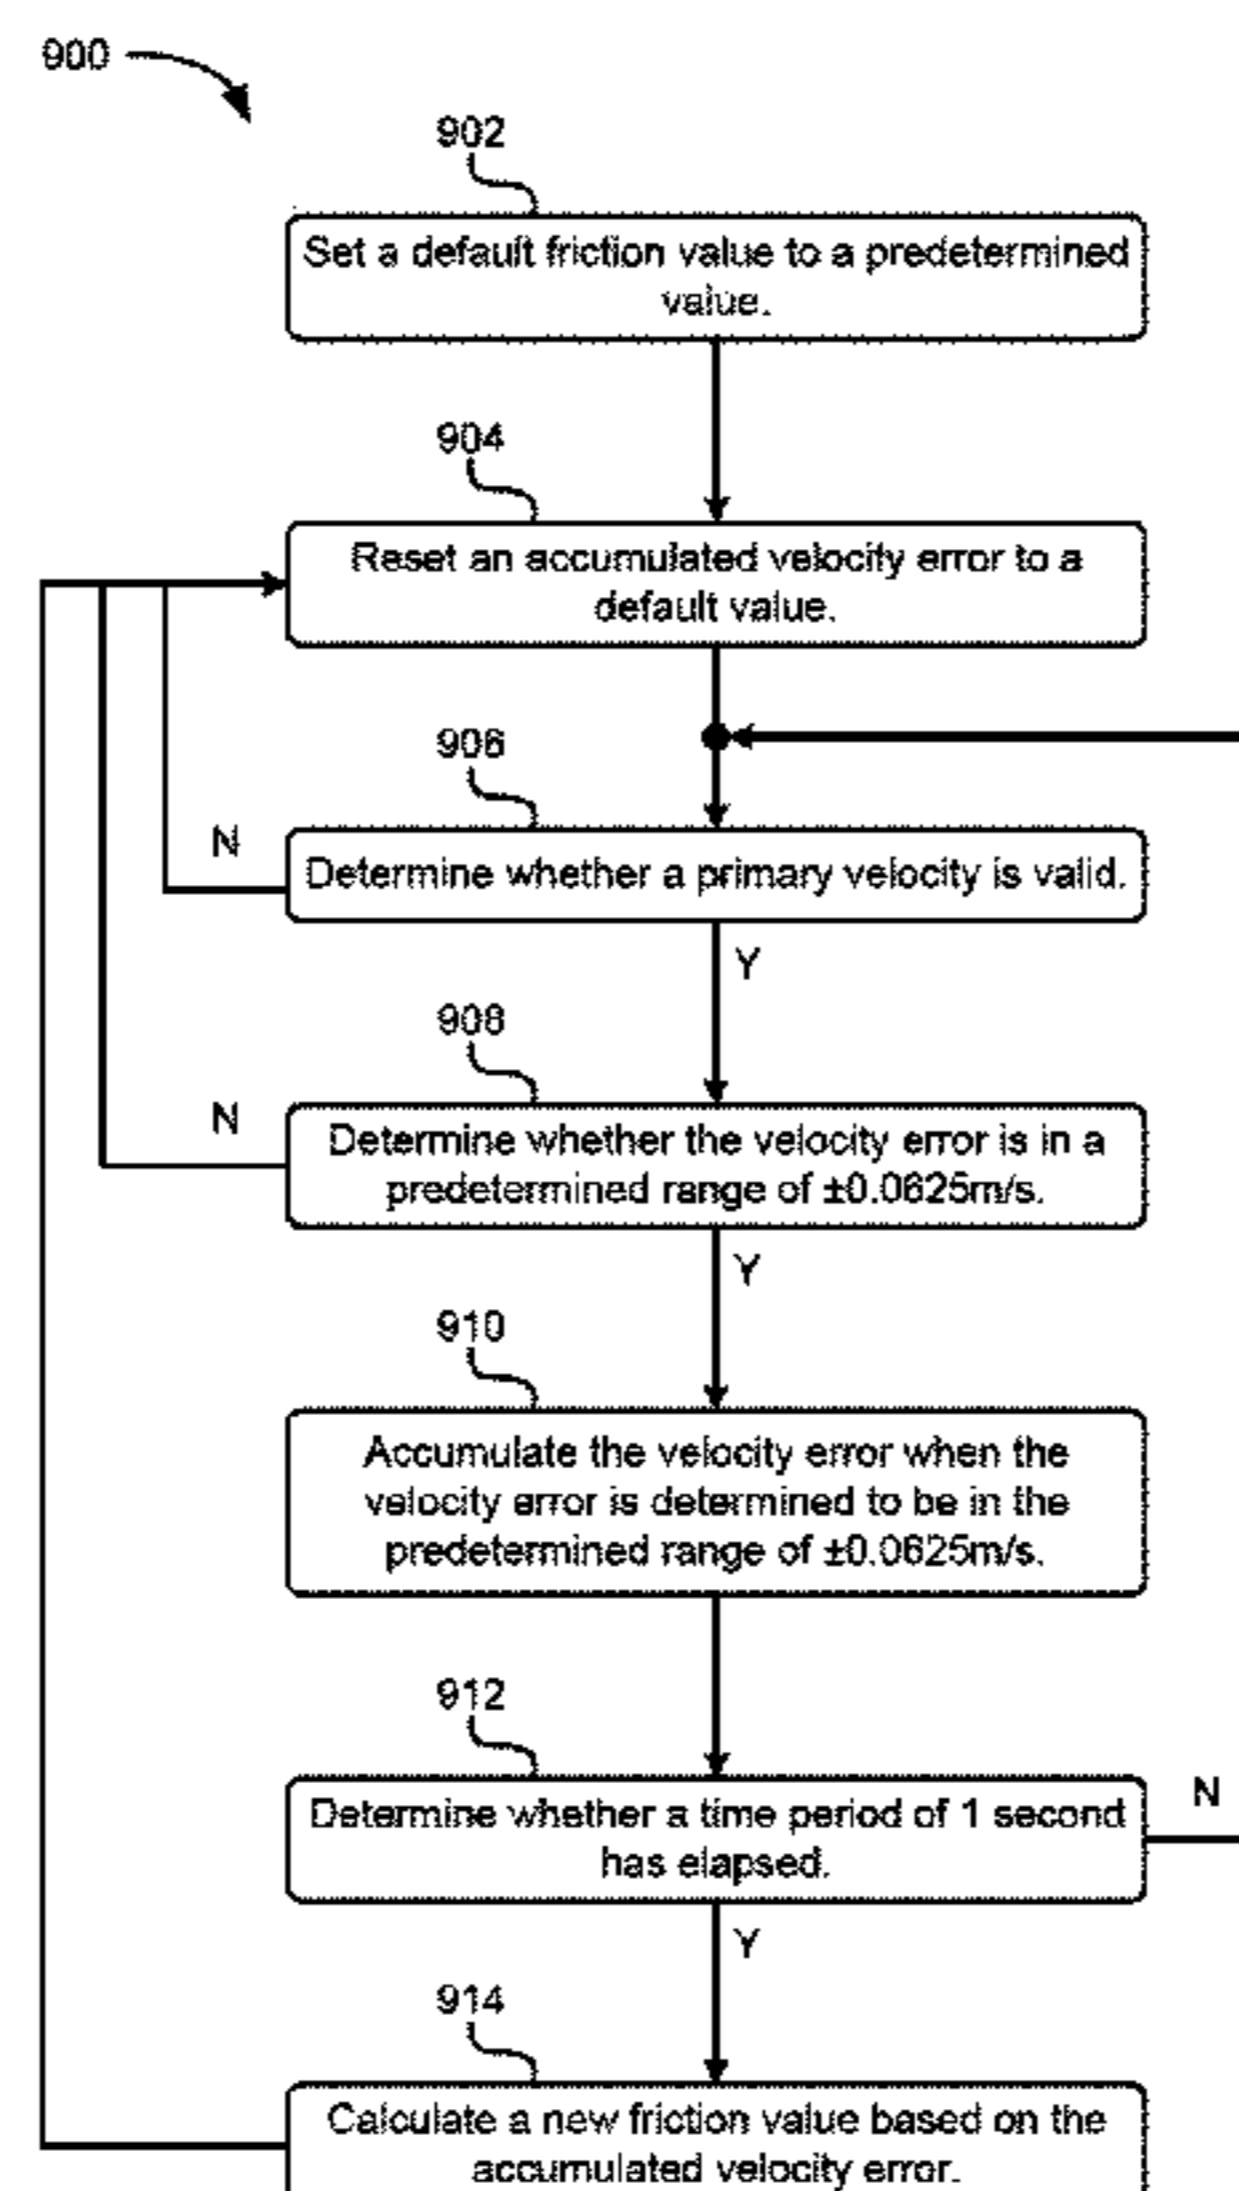 900
902
Set a default friction value to a predetermined
value.
904
Reset an accumulated velocity error to a
default value.
906
N
Determine whether a primary velocity is valid.
Y
908
N
Determine whether the velocity error is in a
predetermined range of ±0.0625m/s.
Y
910
Accumulate the velocity error when the
velocity error is determined to be in the
predetermined range of ±0.0625m/s.
912
N
Determine whether a time period of 1 second
has elapsed.
Y
914
Calculate a new friction value based on the
accumulated velocity error.